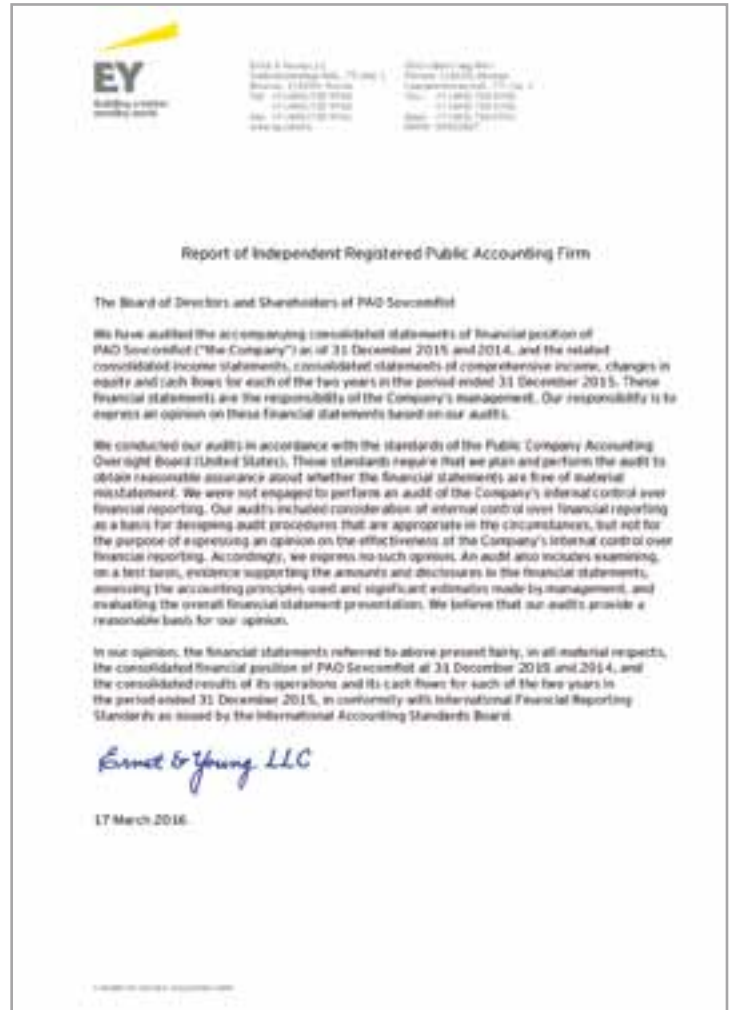 EY
Building a better
working world
Report of Independent Registered Public Accounting Firm
The Board of Directors and Shareholders of PAO Sovcomflot
We have audited the accompanying consolidated statements of financial position of
PAO Sovcomflot ("the Company") as of 31 December 2015 and 2014, and the related
consolidated income statements, consolidated statements of comprehensive income, changes in
equity and cash flows for each of the two years in the period ended 31 December 2015. These
financial statements are the responsibility of the Company's management. Our responsibility is to
express an opinion on these financial statements based on our audits.
We conducted our audits in accordance with the standards of the Public Company Accounting
Oversight Board (United States). Those standards require that we plan and perform the audit to
obtain reasonable assurance about whether the financial statements are free of material
misstatement. We were not engaged to perform an audit of the Company's internal control over
financial reporting. Our audits included consideration of internal control over financial reporting
as a basis for designing audit procedures that are appropriate in the circumstances, but not for
the purpose of expressing an opinion on the effectiveness of the Company's internal control over
financial reporting. Accordingly, we express no such opinion. An audit also includes examining,
on a test basis, evidence supporting the amounts and disclosures in the financial statements,
assessing the accounting principles used and significant estimates made by management, and
evaluating the overall financial statement presentation. We believe that our audits provide a
reasonable basis for our opinion.
In our opinion, the financial statements referred to above present fairly, in all material respects,
the consolidated financial position of PAO Sovcomflot at 31 December 2015 and 2014, and
the consolidated results of its operations and its cash flows for each of the two years in
the period ended 31 December 2015, in conformity with International Financial Reporting
Standards as issued by the International Accounting Standards Board.
Ernst & Young LLC
17 March 2016